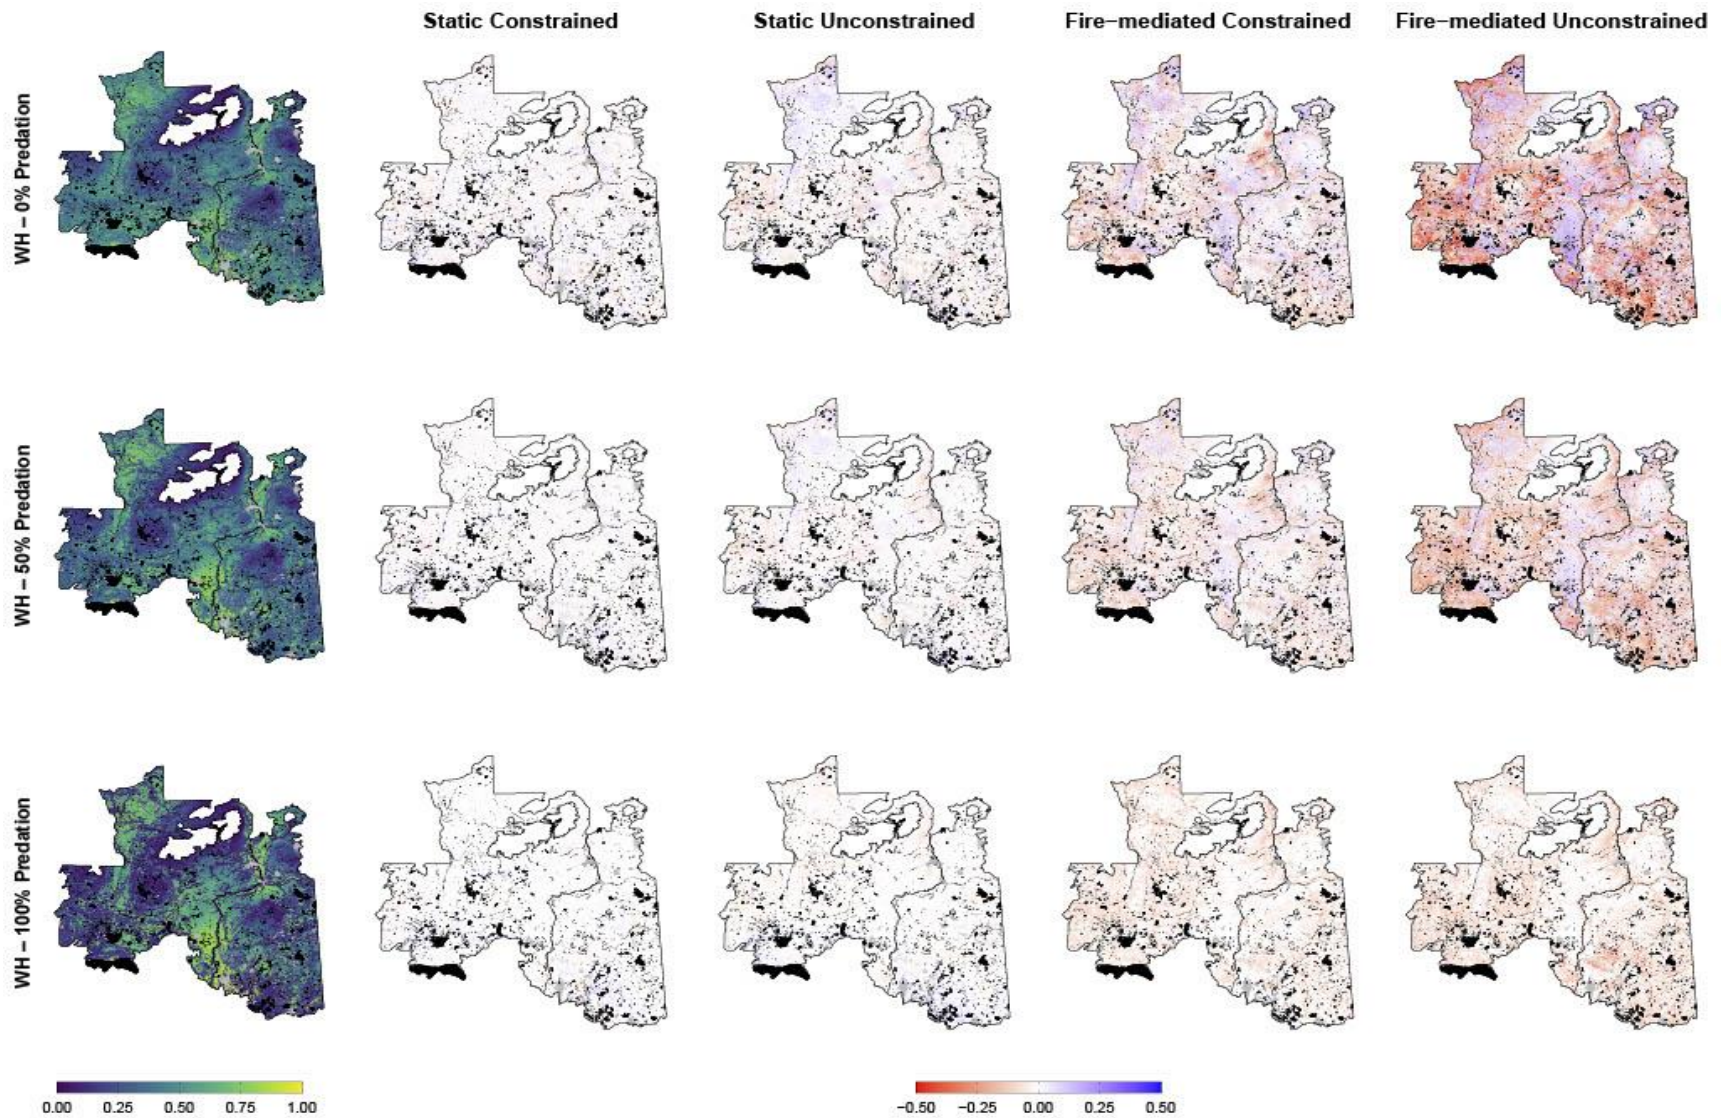 Static Constrained
Static Unconstrained
Fire−mediated Constrained
Fire−mediated Unconstrained
WH − 0% Predation
WH − 50% Predation
WH − 100% Predation
0.00 0.25 0.50 0.75 1.00
−0.50 −0.25 0.00 0.25 0.50